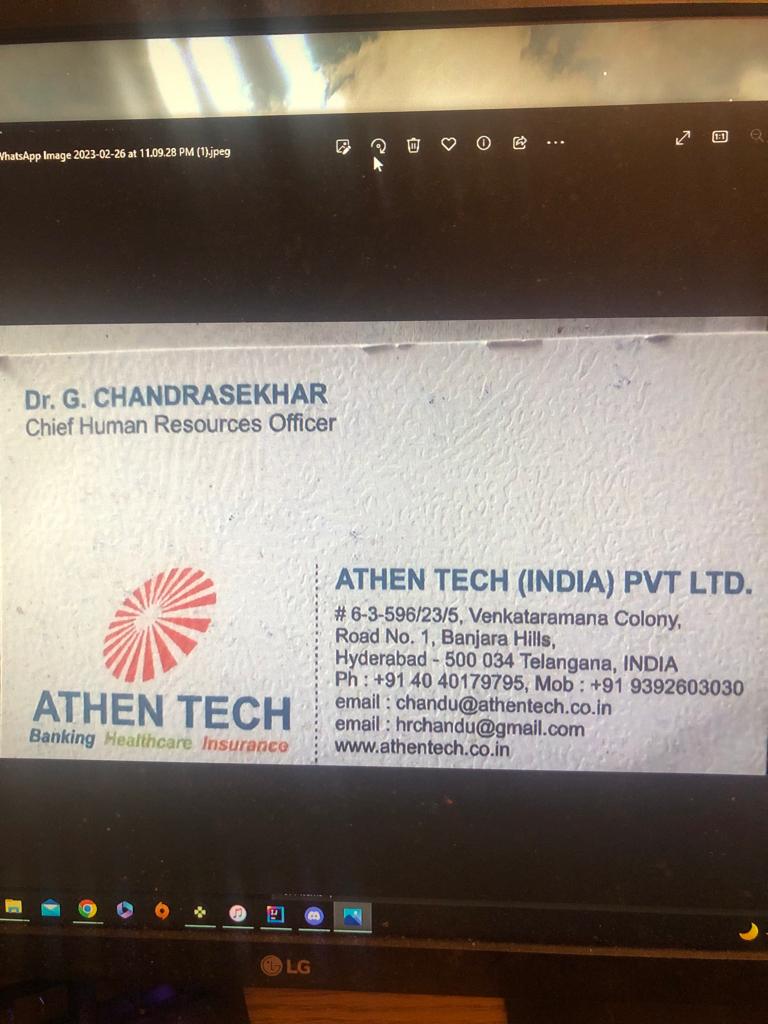 WhatsApp Image 2023-02-26 at 11.09.28 PM (1).jpeg
1:1
Dr. G. CHANDRASEKHAR
Chief Human Resources Officer
ATHEN TECH
Banking Healthcare Insurance
ATHEN TECH (INDIA) PVT LTD.
# 6-3-596/23/5, Venkataramana Colony,
Road No. 1, Banjara Hills,
Hyderabad - 500 034 Telangana, INDIA
Ph : +91 40 40179795, Mob : +91 9392603030
email : chandu@athentech.co.in
email : hrchandu@gmail.com
www.athentech.co.in
LG